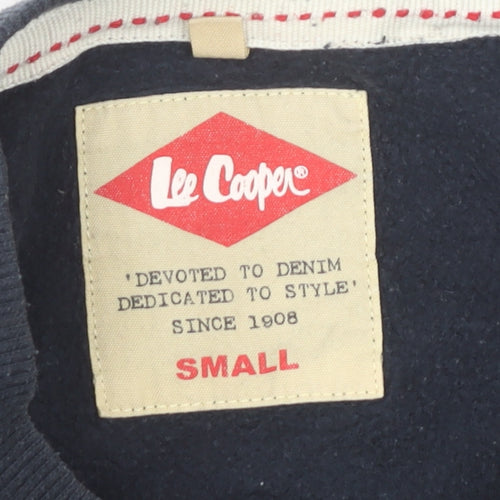 Lee Cooper®
'DEVOTED TO DENIM
DEDICATED TO STYLE'
SINCE 1908
SMALL